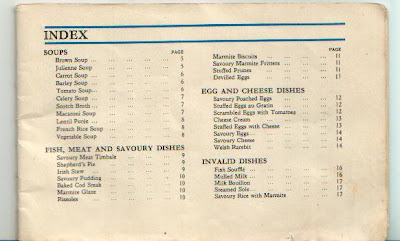 INDEX
SOUPS PAGE
Brown Soup ... 5
Julienne Soup ... 5
Carrot Soup ... 6
Barley Soup ... 6
Tomato Soup ... 6
Celery Soup ... 7
Scotch Broth ... 7
Macaroni Soup ... 7
Lentil Purée ... 8
French Rice Soup ... 8
Vegetable Soup ... 8
FISH, MEAT AND SAVOURY DISHES
Savoury Meat Timbale ... 9
Shepherd's Pie ... 9
Irish Stew ... 9
Savoury Pudding ... 10
Baked Cod Steak ... 10
Marmite Glaze ... 10
Rissoles ... 10
PAGE
Marmite Biscuits ... 11
Savoury Marmite Fritters ... 11
Stuffed Prunes ... 11
Devilled Eggs ... 11
EGG AND CHEESE DISHES
Savoury Poached Eggs ... 12
Stuffed Eggs au Gratin ... 12
Scrambled Eggs with Tomatoes ... 12
Cheese Cream ... 13
Stuffed Eggs with Cheese ... 13
Savoury Eggs ... 14
Savoury Cheese ... 14
Welsh Rarebit ... 14
INVALID DISHES
Fish Soufflé ... 16
Mulled Milk ... 16
Milk Bouillon ... 17
Steamed Sole ... 17
Savoury Rice with Marmite ... 17